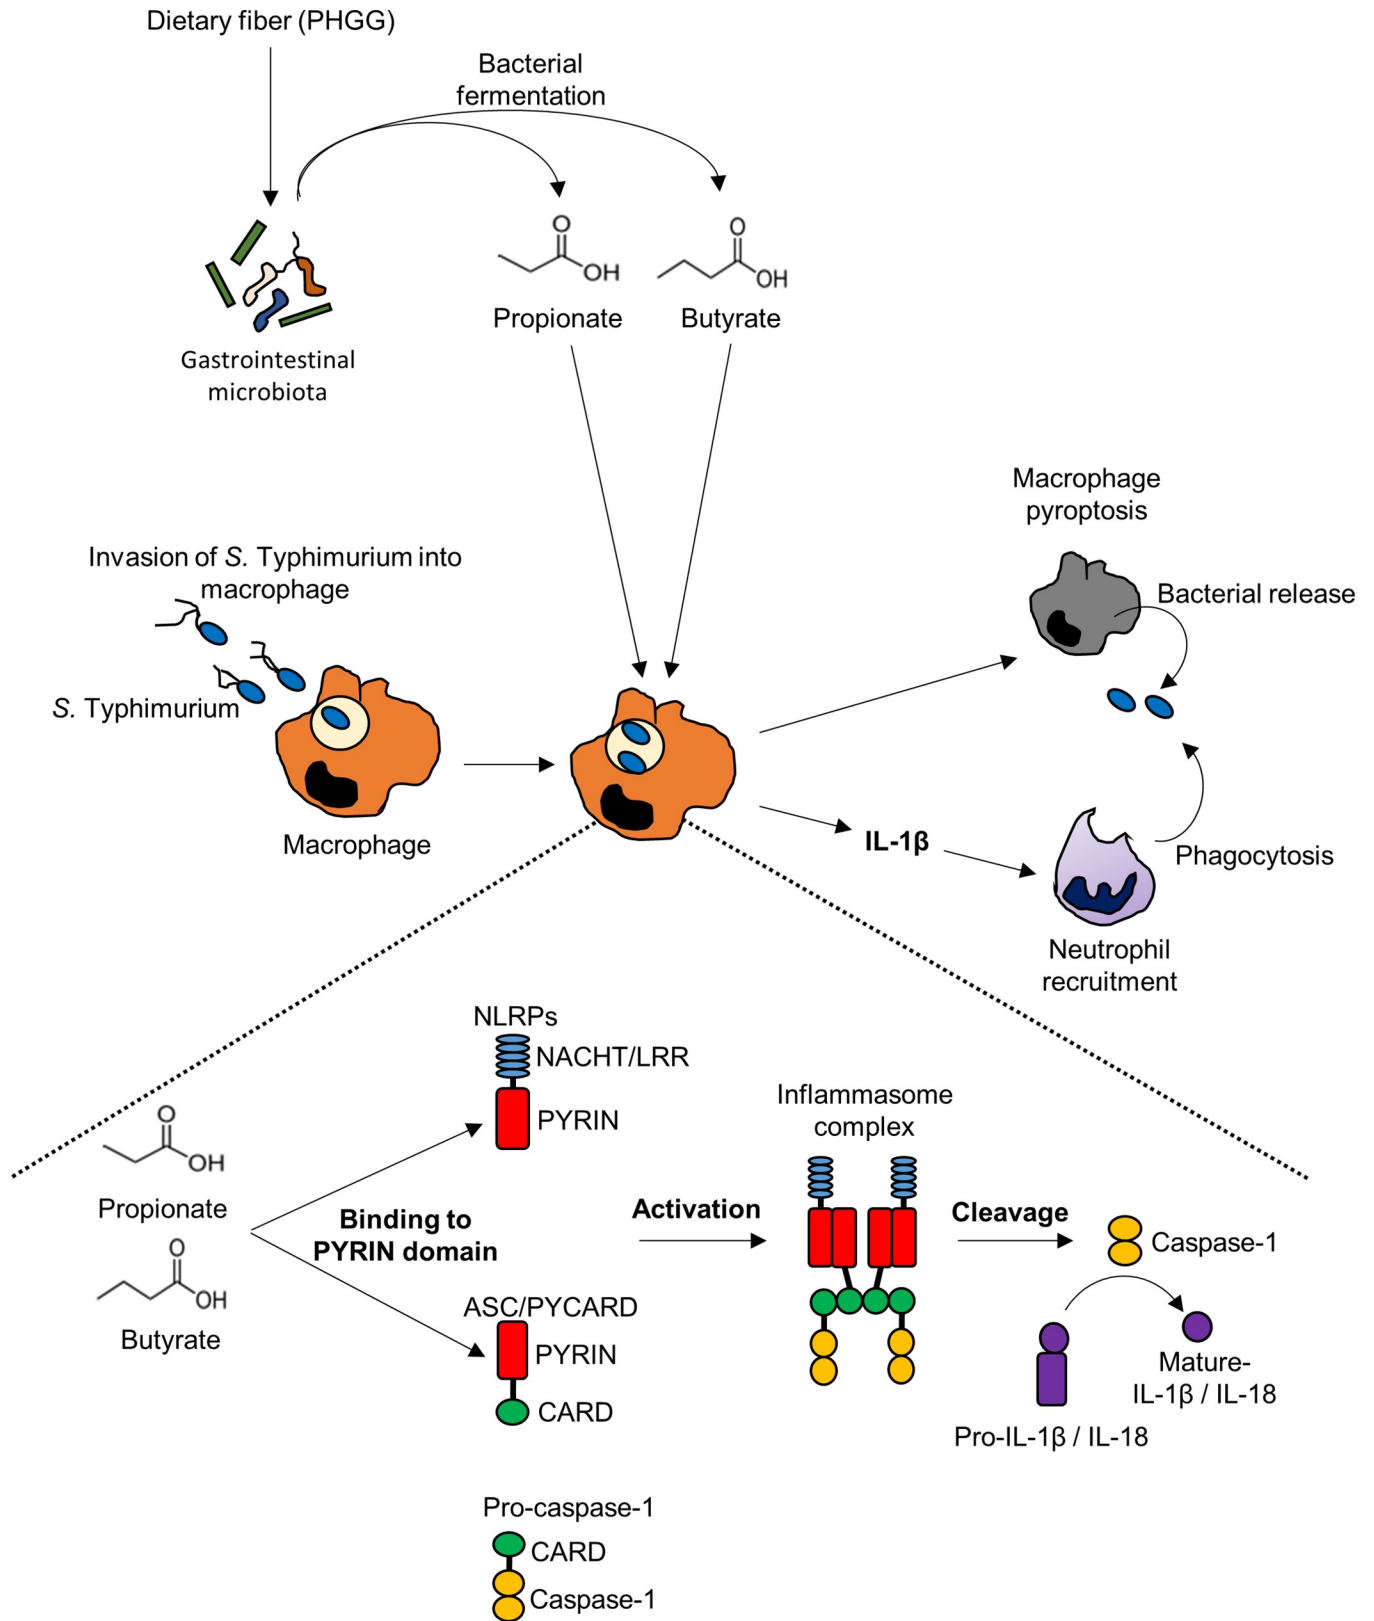 Dietary fiber (PHGG)
Bacterial
fermentation
O
OH
Propionate
O
OH
Butyrate
Gastrointestinal
microbiota
Invasion of S. Typhimurium into
macrophage
S. Typhimurium
Macrophage
Macrophage
pyroptosis
Bacterial release
IL-1β
Phagocytosis
Neutrophil
recruitment
NLRPs
NACHT/LRR
PYRIN
O
OH
Propionate
O
OH
Butyrate
Binding to
PYRIN domain
ASC/PYCARD
PYRIN
CARD
Pro-caspase-1
CARD
Caspase-1
Activation
Inflammasome
complex
Cleavage
Caspase-1
Mature-
IL-1β / IL-18
Pro-IL-1β / IL-18